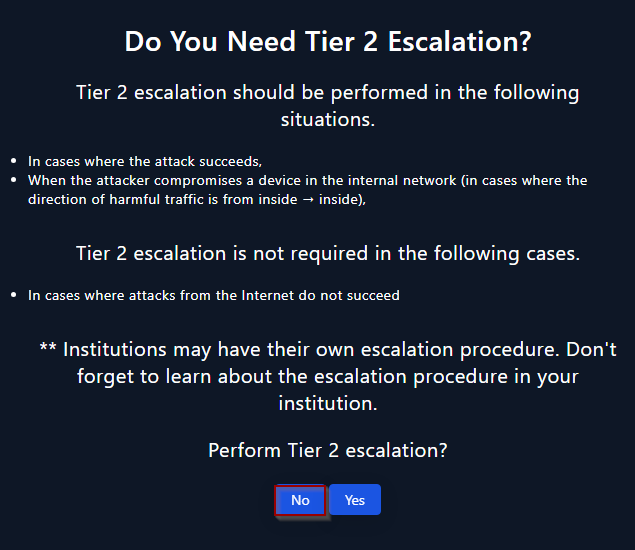 Do You Need Tier 2 Escalation?
Tier 2 escalation should be performed in the following
situations.
• In cases where the attack succeeds,
• When the attacker compromises a device in the internal network (in cases where the
direction of harmful traffic is from inside → inside),
Tier 2 escalation is not required in the following cases.
• In cases where attacks from the Internet do not succeed
** Institutions may have their own escalation procedure. Don't
forget to learn about the escalation procedure in your
institution.
Perform Tier 2 escalation?
No Yes